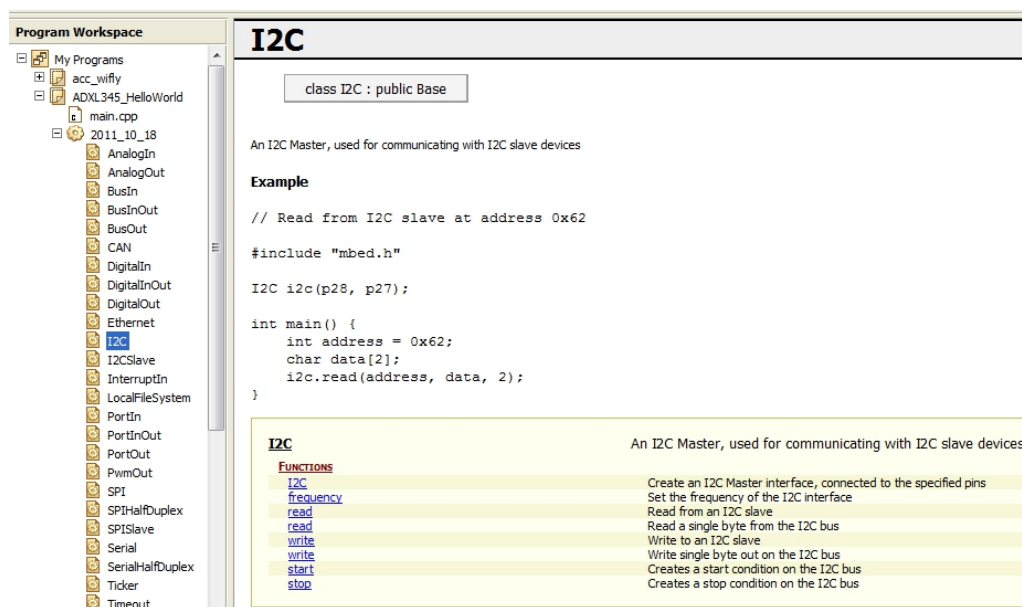 Program Workspace
My Programs
acc_wifly
ADXL345_HelloWorld
main.cpp
2011_10_18
AnalogIn
AnalogOut
BusIn
BusInOut
BusOut
CAN
DigitalIn
DigitalInOut
DigitalOut
Ethernet
I2C
I2CSlave
InterruptIn
LocalFileSystem
PortIn
PortInOut
PortOut
PwmOut
SPI
SPIHalfDuplex
SPISlave
Serial
SerialHalfDuplex
Ticker
Timeout
I2C
class I2C : public Base
An I2C Master, used for communicating with I2C slave devices
Example
// Read from I2C slave at address 0x62
#include "mbed.h"
I2C i2c(p28, p27);
int main() {
int address = 0x62;
char data[2];
i2c.read(address, data, 2);
}
I2C An I2C Master, used for communicating with I2C slave devices
FUNCTIONS
I2C Create an I2C Master interface, connected to the specified pins
frequency Set the frequency of the I2C interface
read Read from an I2C slave
read Read a single byte from the I2C bus
write Write to an I2C slave
write Write single byte out on the I2C bus
start Creates a start condition on the I2C bus
stop Creates a stop condition on the I2C bus